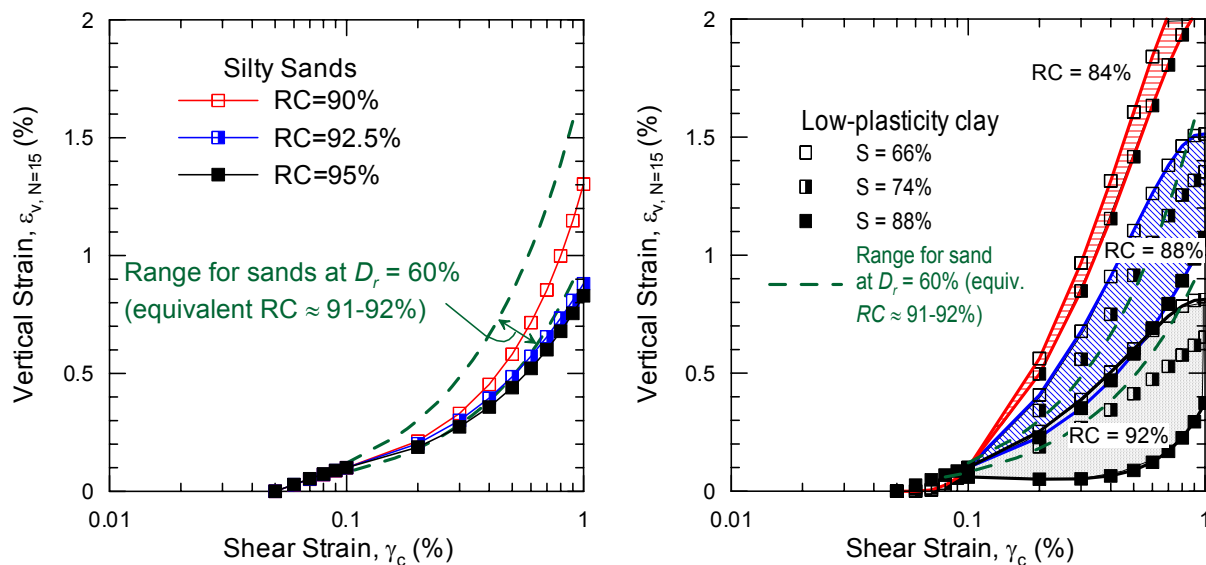 2
1.5
1
0.5
0
Vertical Strain, εv, N=15 (%)
Silty Sands
RC=90%
RC=92.5%
RC=95%
Range for sands at Dr = 60%
(equivalent RC ≈ 91-92%)
0.01
0.1
1
Shear Strain, γc (%)
2
1.5
1
0.5
0
Vertical Strain, εv, N=15 (%)
RC = 84%
Low-plasticity clay
S = 66%
S = 74%
S = 88%
Range for sand
at Dr = 60% (equiv.
RC ≈ 91-92%)
RC = 88%
RC = 92%
0.01
0.1
1
Shear Strain, γc (%)